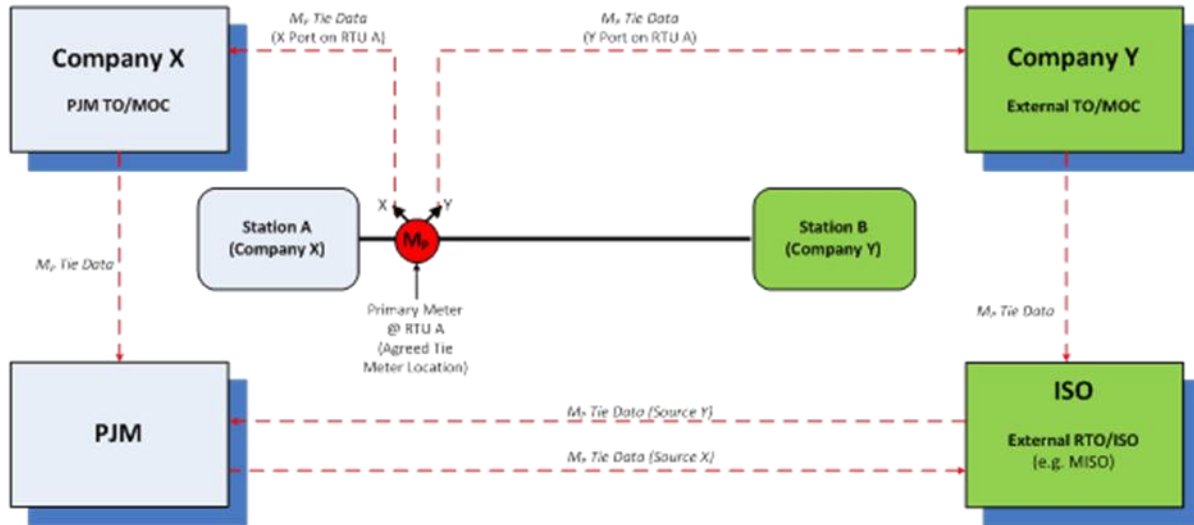 Mₚ Tie Data
(X Port on RTU A)
Mₚ Tie Data
(Y Port on RTU A)
Company X
PJM TO/MOC
Company Y
External TO/MOC
X
Y
Station A
(Company X)
Mₚ
Station B
(Company Y)
Mₚ Tie Data
Primary Meter
@ RTU A
(Agreed Tie
Meter Location)
Mₚ Tie Data
PJM
Mₚ Tie Data (Source Y)
Mₚ Tie Data (Source X)
ISO
External RTO/ISO
(e.g. MISO)